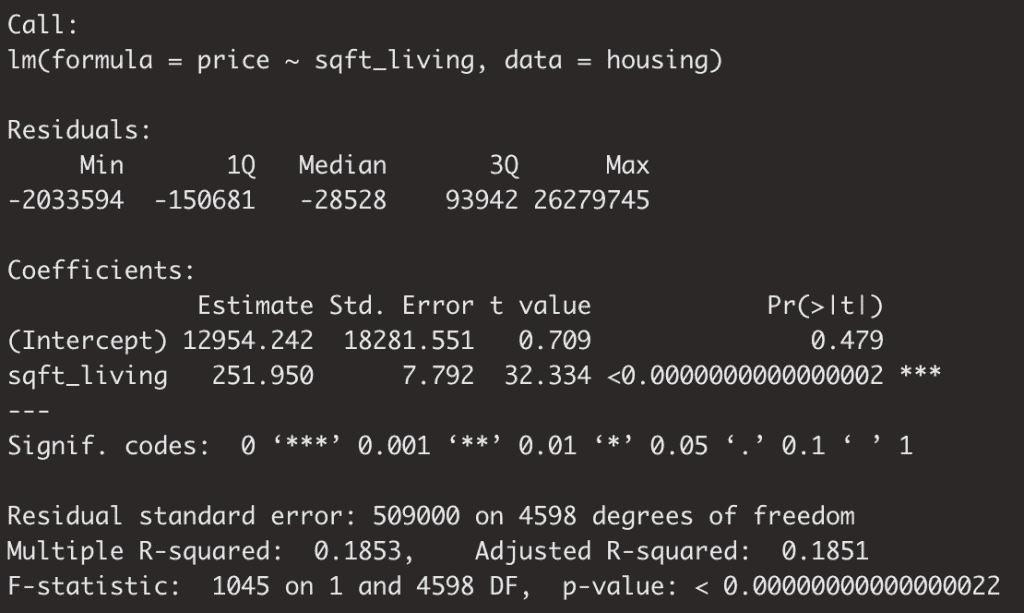 Call:
lm(formula = price ~ sqft_living, data = housing)
Residuals:
     Min       1Q   Median       3Q      Max
-2033594  -150681   -28528    93942 26279745
Coefficients:
             Estimate Std. Error t value            Pr(>|t|)
(Intercept) 12954.242  18281.551   0.709               0.479
sqft_living   251.950      7.792  32.334 <0.0000000000000002 ***
---
Signif. codes:  0 ‘***’ 0.001 ‘**’ 0.01 ‘*’ 0.05 ‘.’ 0.1 ‘ ’ 1
Residual standard error: 509000 on 4598 degrees of freedom
Multiple R-squared:  0.1853,    Adjusted R-squared:  0.1851
F-statistic:  1045 on 1 and 4598 DF,  p-value: < 0.00000000000000022